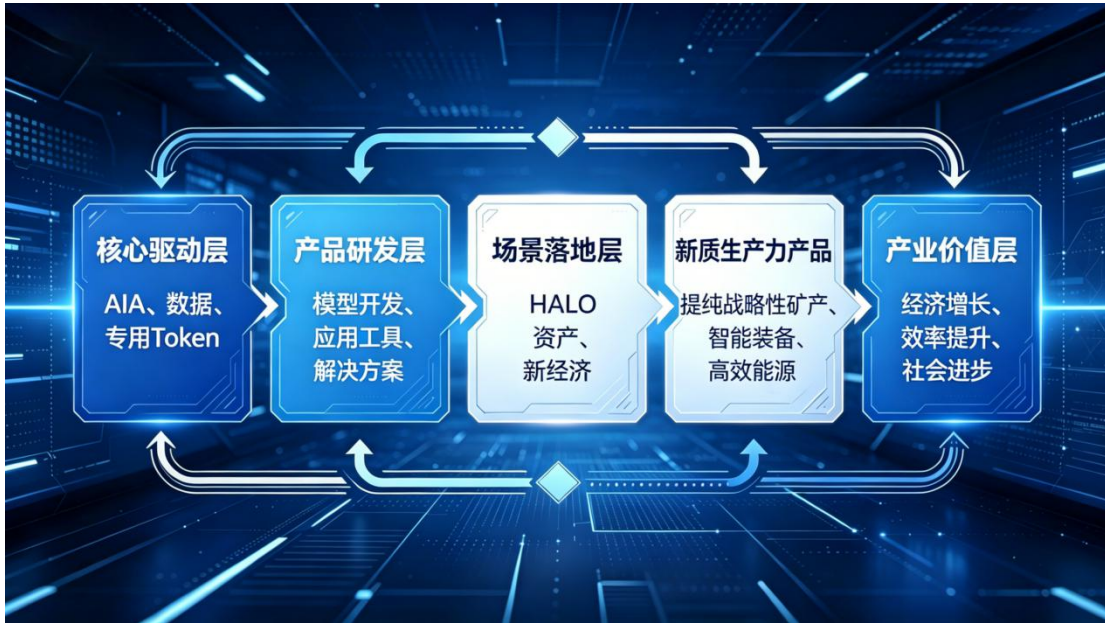 核心驱动层
AIA、数据、
专用Token
产品研发层
模型开发、
应用工具、
解决方案
场景落地层
HALO
资产、
新经济
新质生产力产品
提纯战略性矿产、
智能装备、
高效能源
产业价值层
经济增长、
效率提升、
社会进步